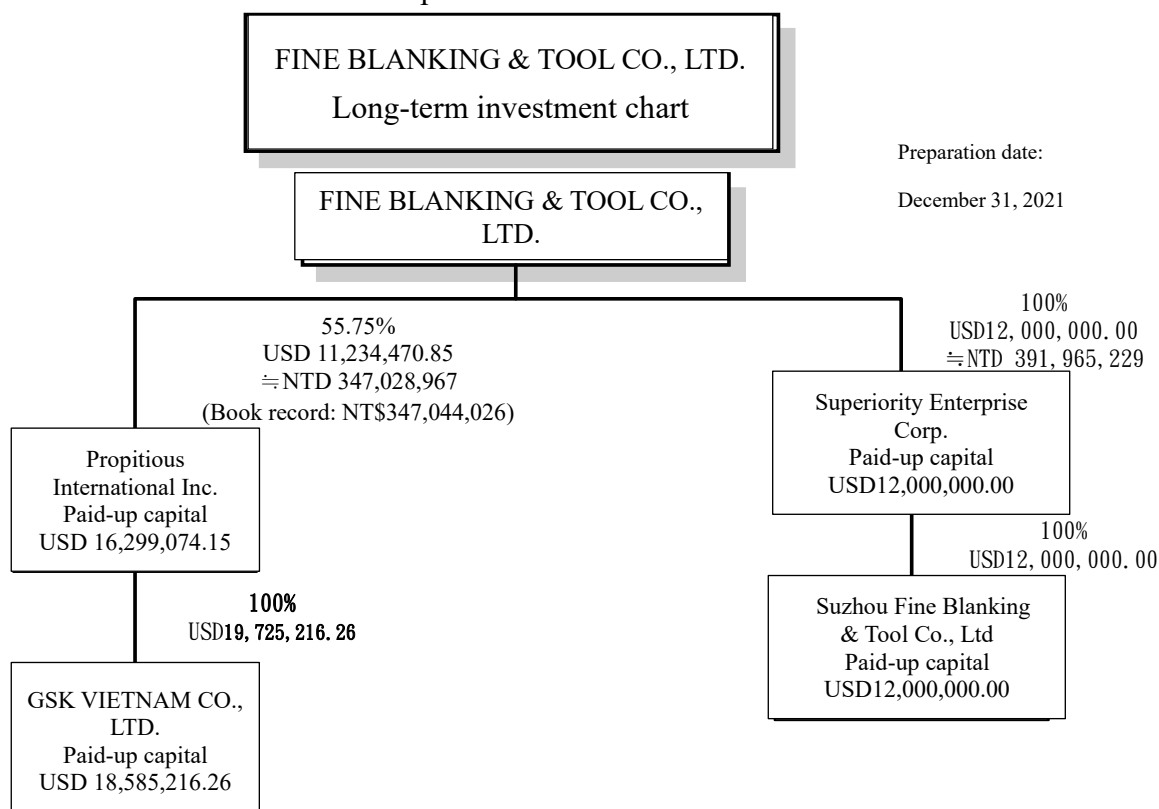 FINE BLANKING & TOOL CO., LTD.
Long-term investment chart
Preparation date:
December 31, 2021
FINE BLANKING & TOOL CO.,
LTD.
55.75%
USD 11,234,470.85
≒NTD 347,028,967
(Book record: NT$347,044,026)
100%
USD12,000,000.00
≒NTD 391,965,229
Propitious
International Inc.
Paid-up capital
USD 16,299,074.15
Superiority Enterprise
Corp.
Paid-up capital
USD12,000,000.00
100%
USD19,725,216.26
100%
USD12,000,000.00
GSK VIETNAM CO.,
LTD.
Paid-up capital
USD 18,585,216.26
Suzhou Fine Blanking
& Tool Co., Ltd
Paid-up capital
USD12,000,000.00